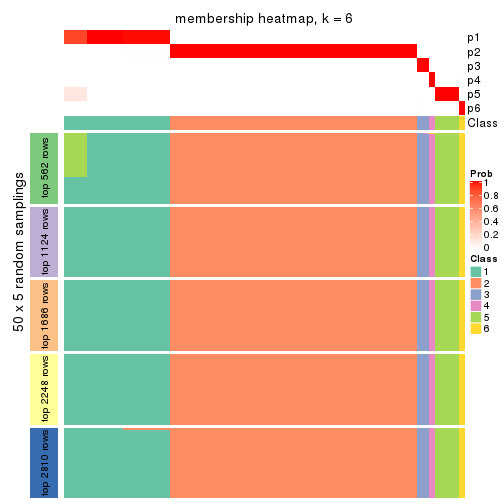 membership heatmap, k = 6
p1
p2
p3
p4
p5
p6
Class
50 x 5 random samplings
top 562 rows
top 1124 rows
top 1686 rows
top 2248 rows
top 2810 rows
Prob
1
0.8
0.6
0.4
0.2
0
Class
1
2
3
4
5
6